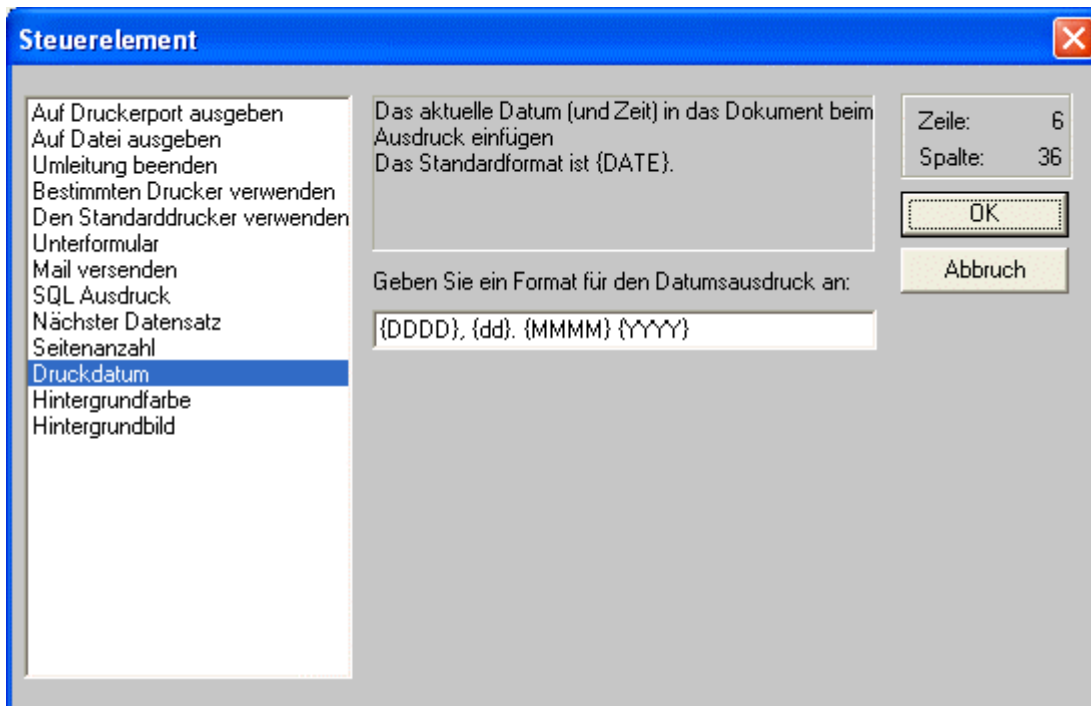 Steuerelement
Auf Druckerport ausgeben
Auf Datei ausgeben
Umleitung beenden
Bestimmten Drucker verwenden
Den Standarddrucker verwenden
Unterformular
Mail versenden
SQL Ausdruck
Nächster Datensatz
Seitenanzahl
Druckdatum
Hintergrundfarbe
Hintergrundbild
Das aktuelle Datum (und Zeit) in das Dokument beim
Ausdruck einfügen
Das Standardformat ist {DATE}.
Geben Sie ein Format für den Datumsausdruck an:
{DDDD}, {dd}. {MMMM} {YYYY}
Zeile: 6
Spalte: 36
OK
Abbruch